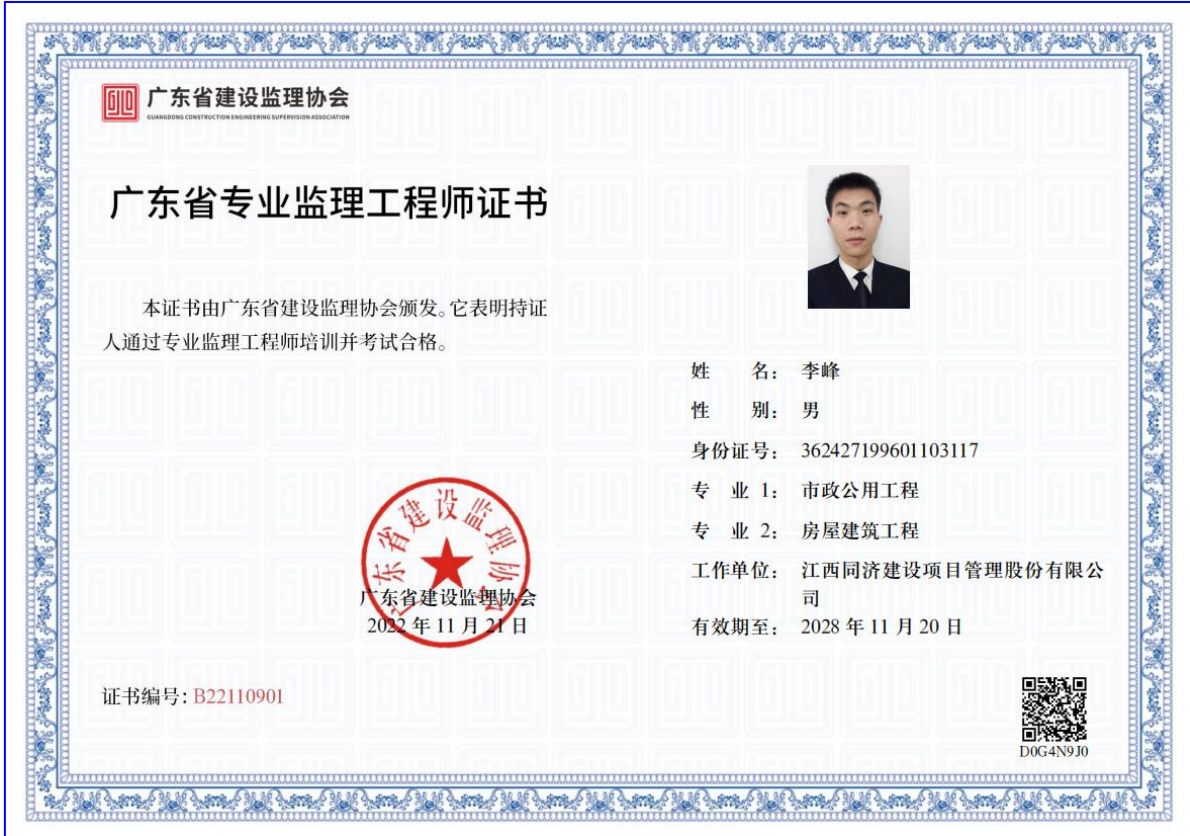 广东省建设监理协会
GUANGDONG CONSTRUCTION ENGINEERING SUPERVISION ASSOCIATION
广东省专业监理工程师证书
本证书由广东省建设监理协会颁发。它表明持证
人通过专业监理工程师培训并考试合格。
广东省建设监理协会
广东省建设监理协会
2022 年 11 月 21 日
证书编号：B22110901
姓 名： 李峰
性 别： 男
身份证号： 362427199601103117
专 业 1： 市政公用工程
专 业 2： 房屋建筑工程
工作单位： 江西同济建设项目管理股份有限公
司
有效期至： 2028 年 11 月 20 日
D0G4N9J0